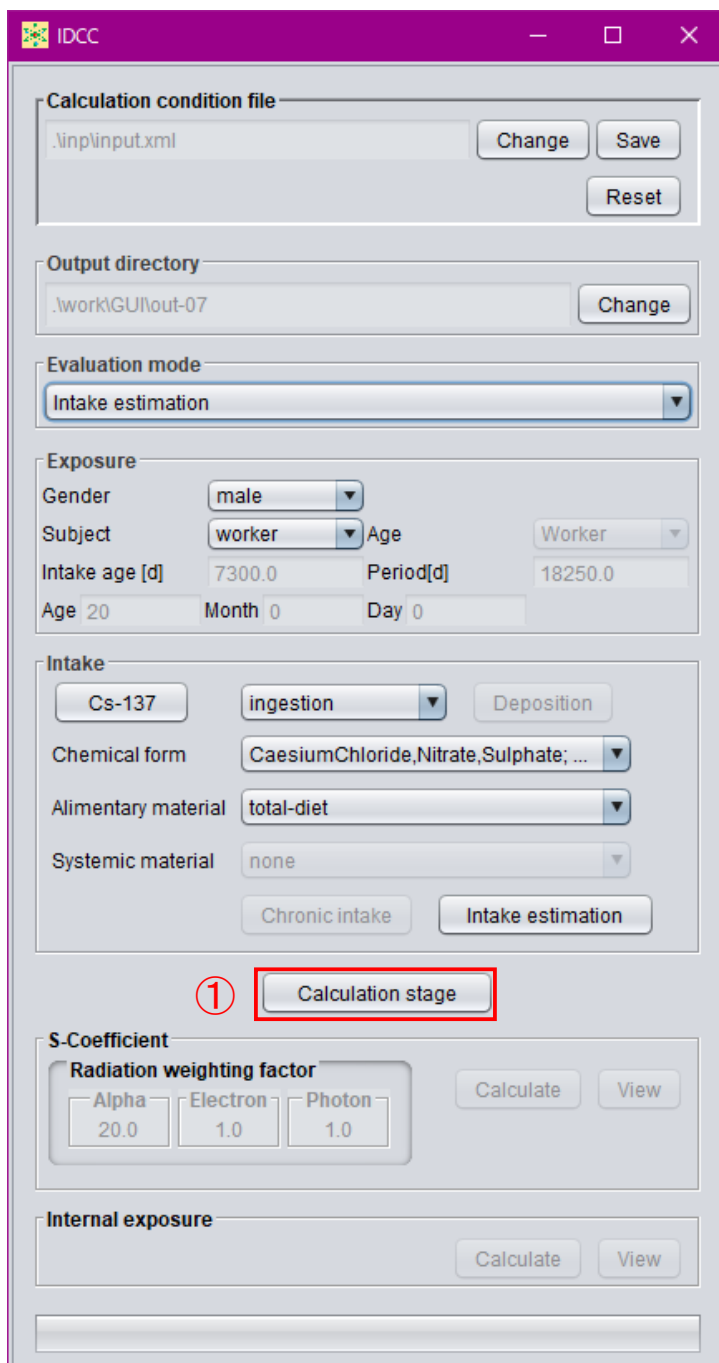 IDCC
Calculation condition file
.\inp\input.xml Change Save
Reset
Output directory
.\work\GUI\out-07 Change
Evaluation mode
Intake estimation
Exposure
Gender male
Subject worker Age Worker
Intake age [d] 7300.0 Period[d] 18250.0
Age 20 Month 0 Day 0
Intake
Cs-137 ingestion Deposition
Chemical form CaesiumChloride,Nitrate,Sulphate; ...
Alimentary material total-diet
Systemic material none
Chronic intake Intake estimation
① Calculation stage
S-Coefficient
Radiation weighting factor
Alpha Electron Photon Calculate View
20.0 1.0 1.0
Internal exposure
Calculate View